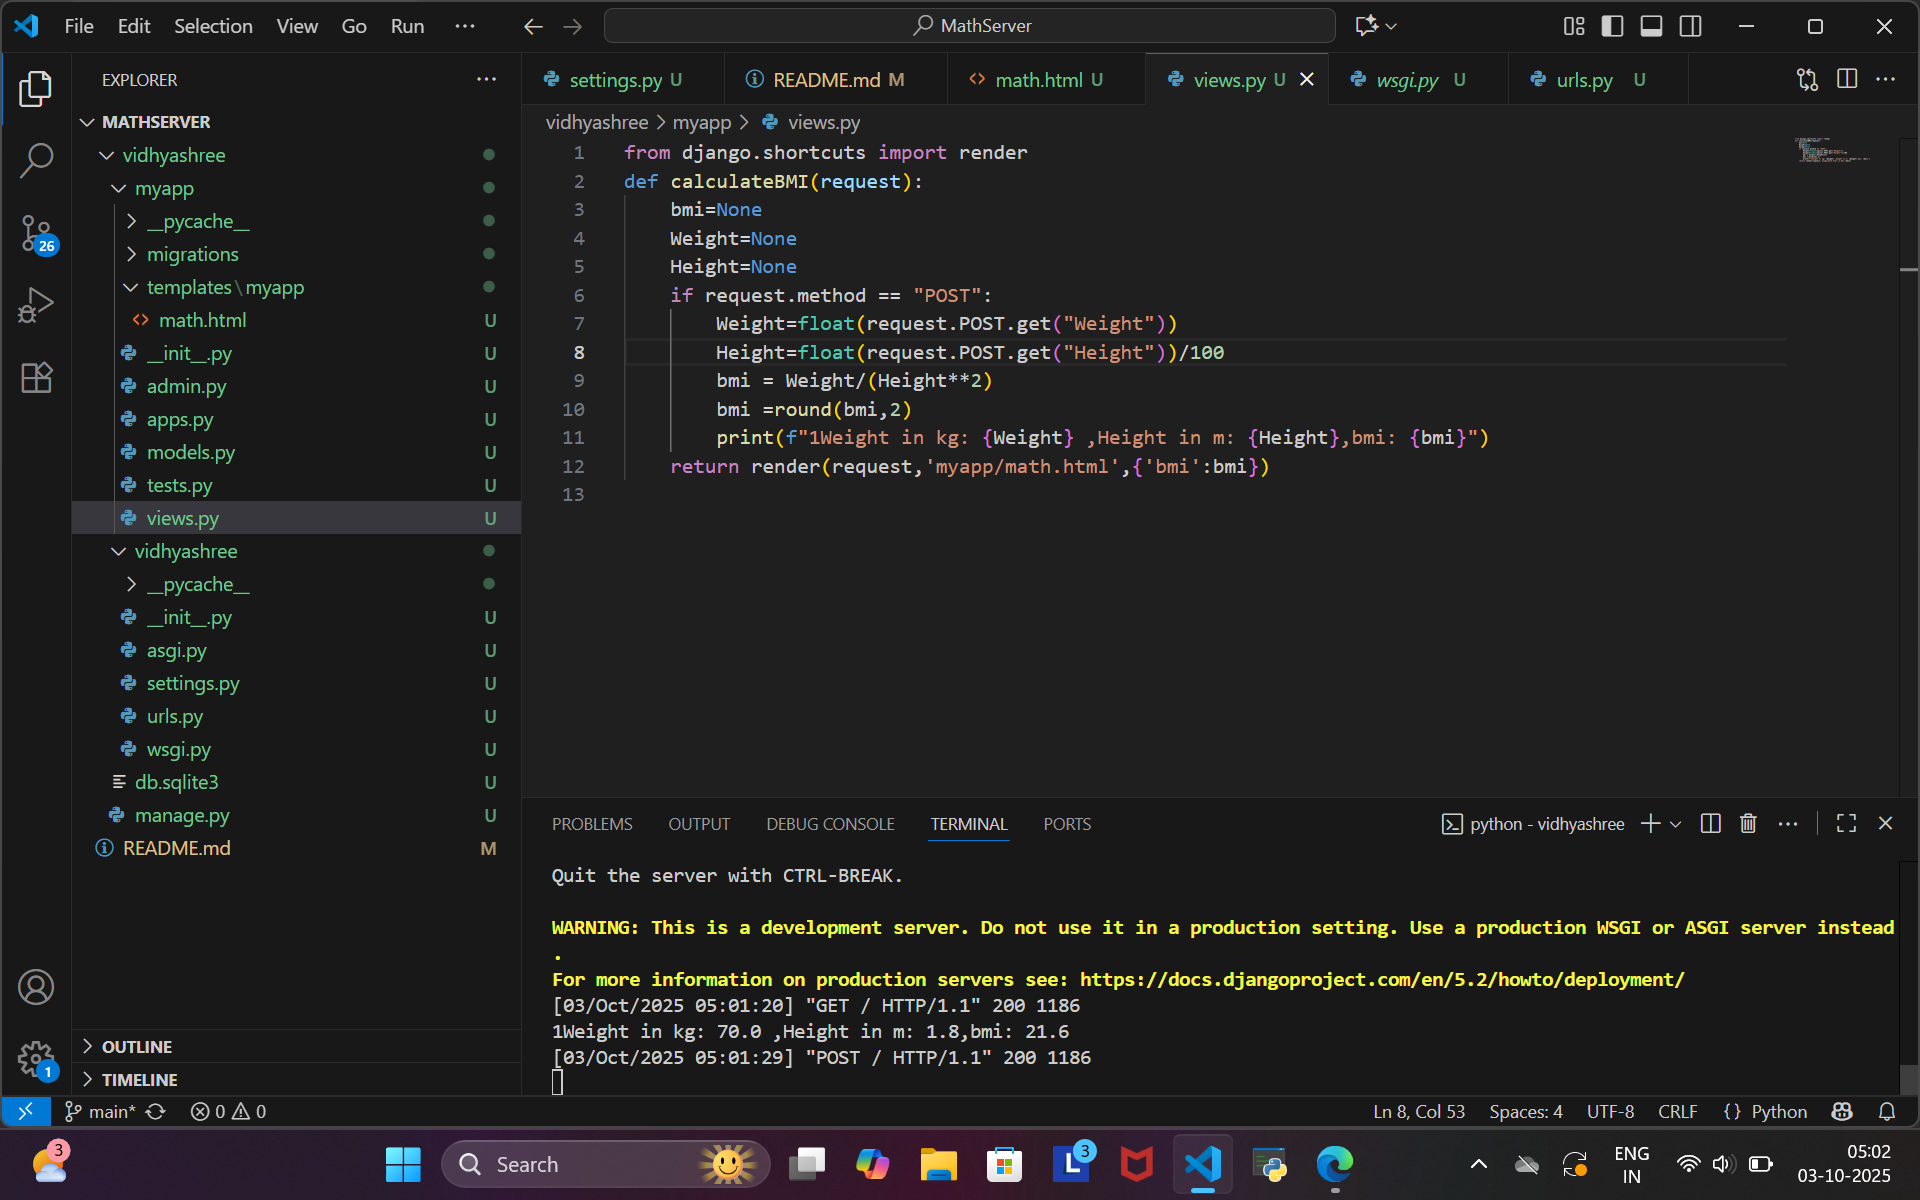 File Edit Selection View Go Run ··· MathServer
EXPLORER
MATHSERVER
vidhyashree
myapp
__pycache__
migrations
templates\myapp
math.html U
__init__.py U
admin.py U
apps.py U
models.py U
tests.py U
views.py U
vidhyashree
__pycache__
__init__.py U
asgi.py U
settings.py U
urls.py U
wsgi.py U
db.sqlite3 U
manage.py U
README.md M
OUTLINE
TIMELINE
26
1
settings.py U README.md M math.html U views.py U wsgi.py U urls.py U
vidhyashree > myapp > views.py
1 from django.shortcuts import render
2 def calculateBMI(request):
3 bmi=None
4 Weight=None
5 Height=None
6 if request.method == "POST":
7 Weight=float(request.POST.get("Weight"))
8 Height=float(request.POST.get("Height"))/100
9 bmi = Weight/(Height**2)
10 bmi =round(bmi,2)
11 print(f"1Weight in kg: {Weight} ,Height in m: {Height},bmi: {bmi}")
12 return render(request,'myapp/math.html',{'bmi':bmi})
13
PROBLEMS OUTPUT DEBUG CONSOLE TERMINAL PORTS python - vidhyashree
Quit the server with CTRL-BREAK.
WARNING: This is a development server. Do not use it in a production setting. Use a production WSGI or ASGI server instead
.
For more information on production servers see: https://docs.djangoproject.com/en/5.2/howto/deployment/
[03/Oct/2025 05:01:20] "GET / HTTP/1.1" 200 1186
1Weight in kg: 70.0 ,Height in m: 1.8,bmi: 21.6
[03/Oct/2025 05:01:29] "POST / HTTP/1.1" 200 1186
main* 0 0 Ln 8, Col 53 Spaces: 4 UTF-8 CRLF {} Python
3 Search L 3 ENG IN 05:02
03-10-2025